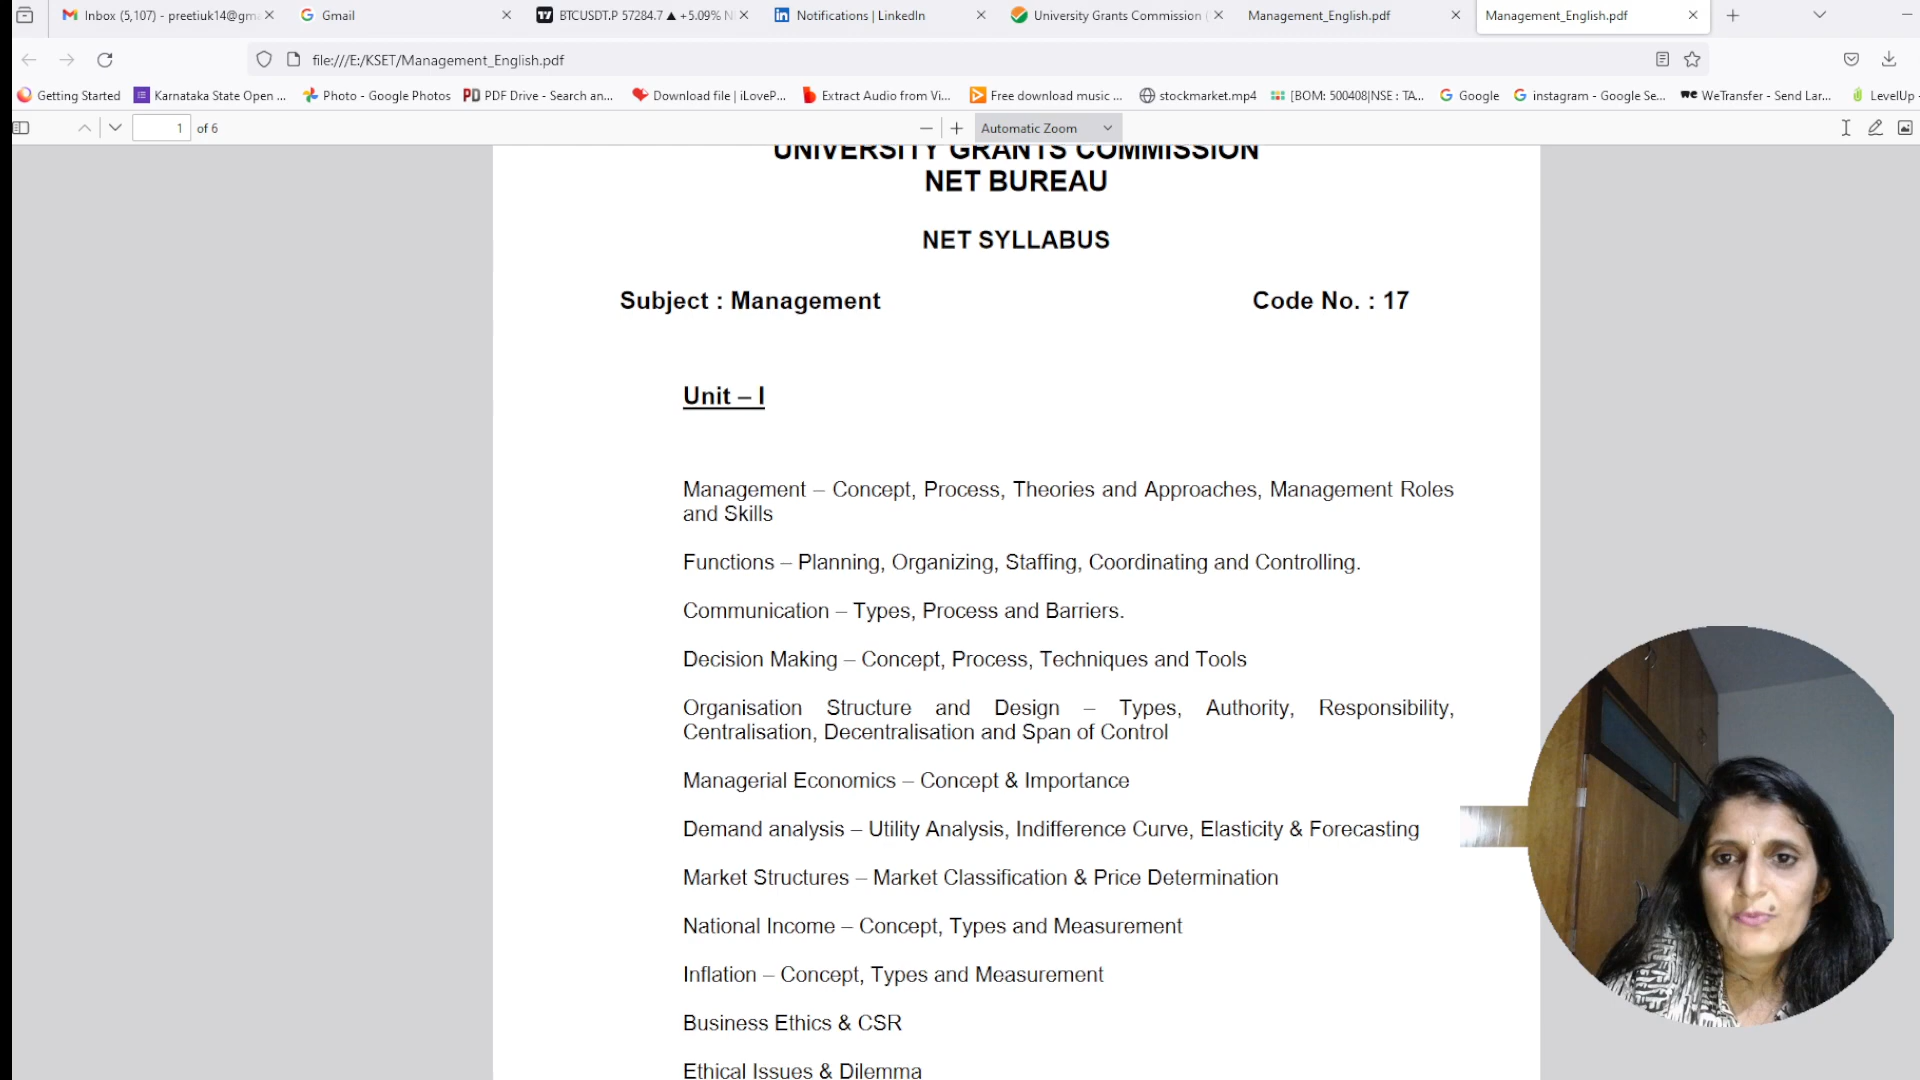 Inbox (5,107) - preetiuk14@gm
Gmail
BTCUSDT.P 57284.7 ▲ +5.09%
Notifications | LinkedIn
University Grants Commission
Management_English.pdf
Management_English.pdf
file:///E:/KSET/Management_English.pdf
Getting Started
Karnataka State Open ...
Photo - Google Photos
PDF Drive - Search an...
Download file | iLoveP...
Extract Audio from Vi...
Free download music ...
stockmarket.mp4
[BOM: 500408|NSE : TA...
Google
instagram - Google Se...
WeTransfer - Send Lar...
LevelUp
1 of 6
Automatic Zoom
UNIVERSITY GRANTS COMMISSION
NET BUREAU
NET SYLLABUS
Subject : Management Code No. : 17
Unit – I
Management – Concept, Process, Theories and Approaches, Management Roles
and Skills
Functions – Planning, Organizing, Staffing, Coordinating and Controlling.
Communication – Types, Process and Barriers.
Decision Making – Concept, Process, Techniques and Tools
Organisation Structure and Design – Types, Authority, Responsibility,
Centralisation, Decentralisation and Span of Control
Managerial Economics – Concept & Importance
Demand analysis – Utility Analysis, Indifference Curve, Elasticity & Forecasting
Market Structures – Market Classification & Price Determination
National Income – Concept, Types and Measurement
Inflation – Concept, Types and Measurement
Business Ethics & CSR
Ethical Issues & Dilemma